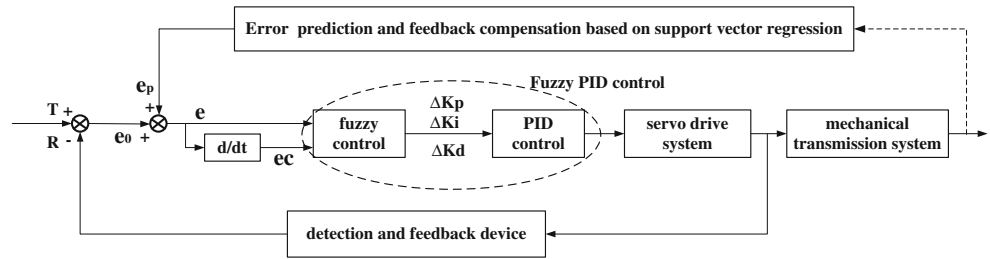 Error prediction and feedback compensation based on support vector regression
Fuzzy PID control
ep
T +
+
e
R -
e0 +
d/dt
ec
fuzzy
control
ΔKp
ΔKi
ΔKd
PID
control
servo drive
system
mechanical
transmission system
detection and feedback device